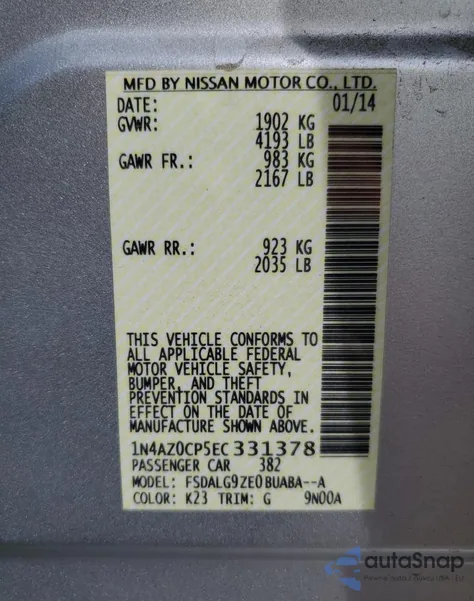 MFD BY NISSAN MOTOR CO., LTD.
DATE: 01/14
GVWR: 1902 KG
4193 LB
GAWR FR.: 983 KG
2167 LB
GAWR RR.: 923 KG
2035 LB
THIS VEHICLE CONFORMS TO
ALL APPLICABLE FEDERAL
MOTOR VEHICLE SAFETY,
BUMPER, AND THEFT
PREVENTION STANDARDS IN
EFFECT ON THE DATE OF
MANUFACTURE SHOWN ABOVE.
1N4AZ0CP5EC331378
PASSENGER CAR 382
MODEL: FSDALG9ZE0BUABA--A
COLOR: K23 TRIM: G 9N00A
autoSnap